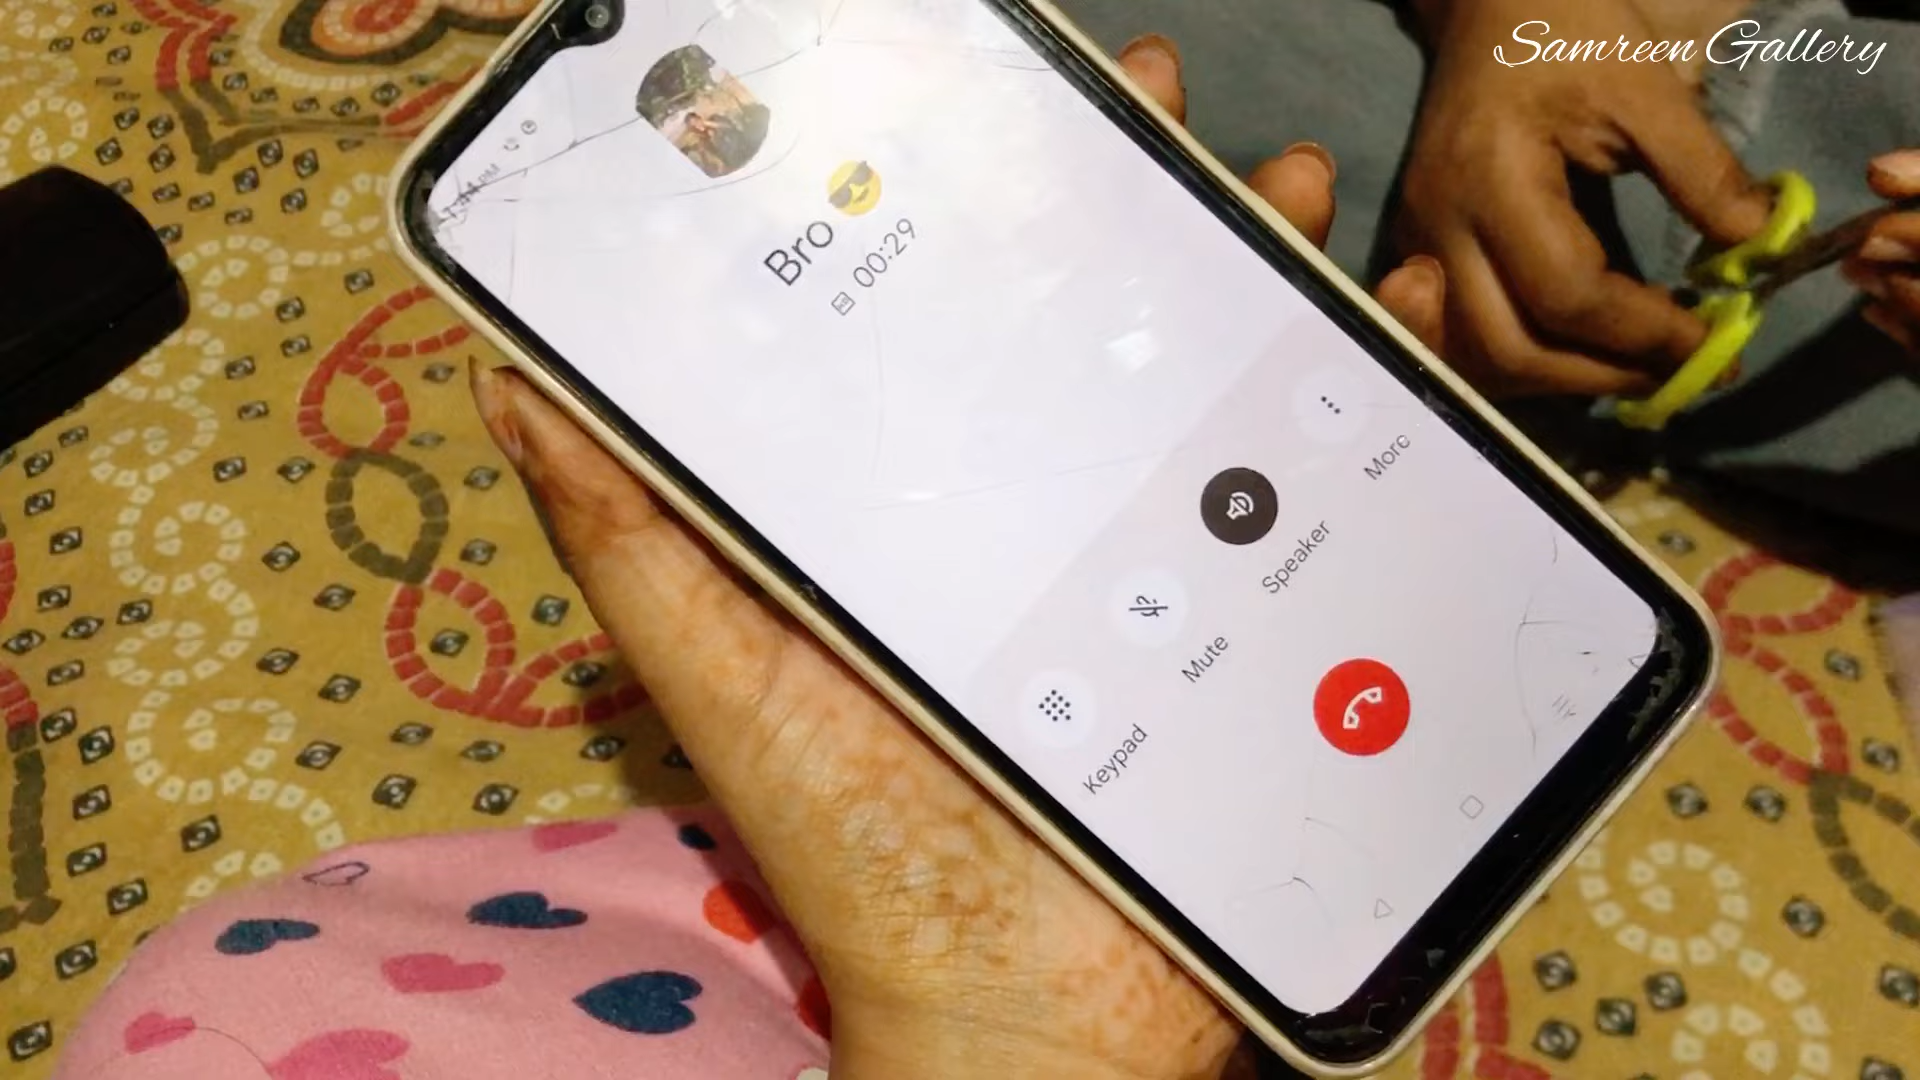 Samreen Gallery
Bro 😎
00:29
More
Speaker
Mute
Keypad